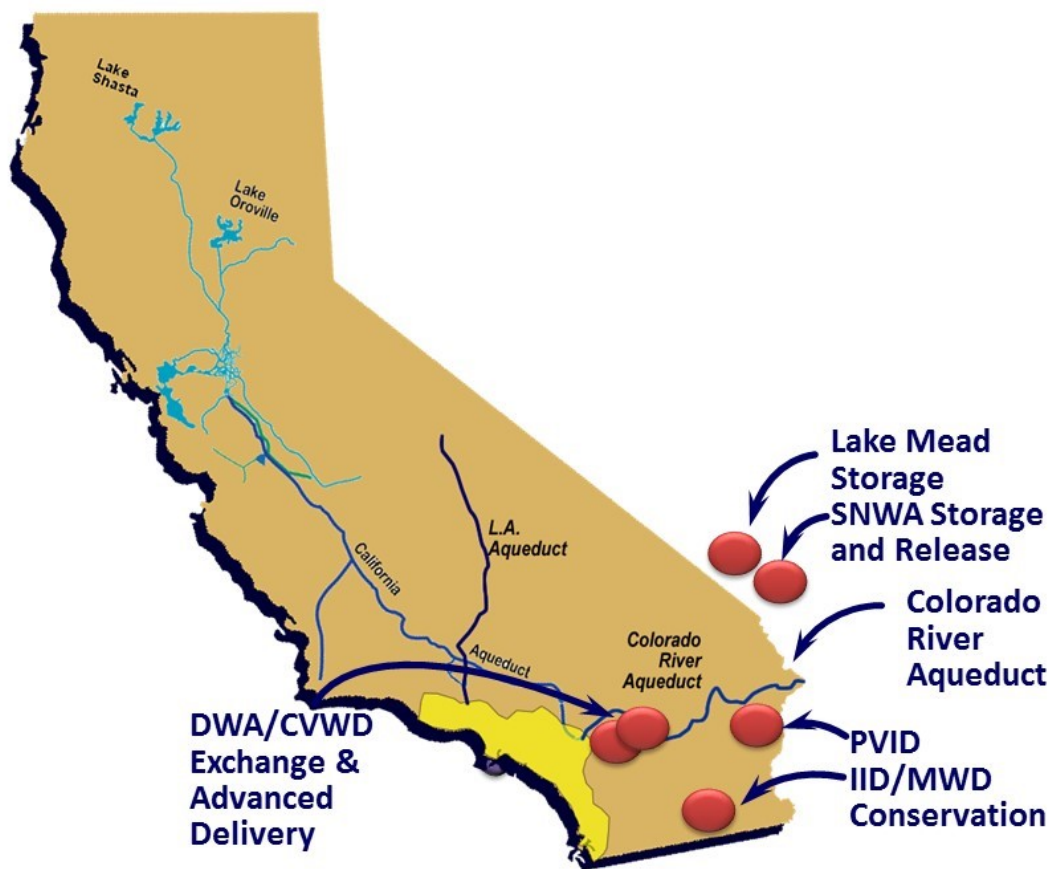 Lake
Shasta
Lake
Oroville
L.A.
Aqueduct
California
Aqueduct
Colorado
River
Aqueduct
Lake Mead
Storage
SNWA Storage
and Release
Colorado
River
Aqueduct
DWA/CVWD
Exchange &
Advanced
Delivery
PVID
IID/MWD
Conservation